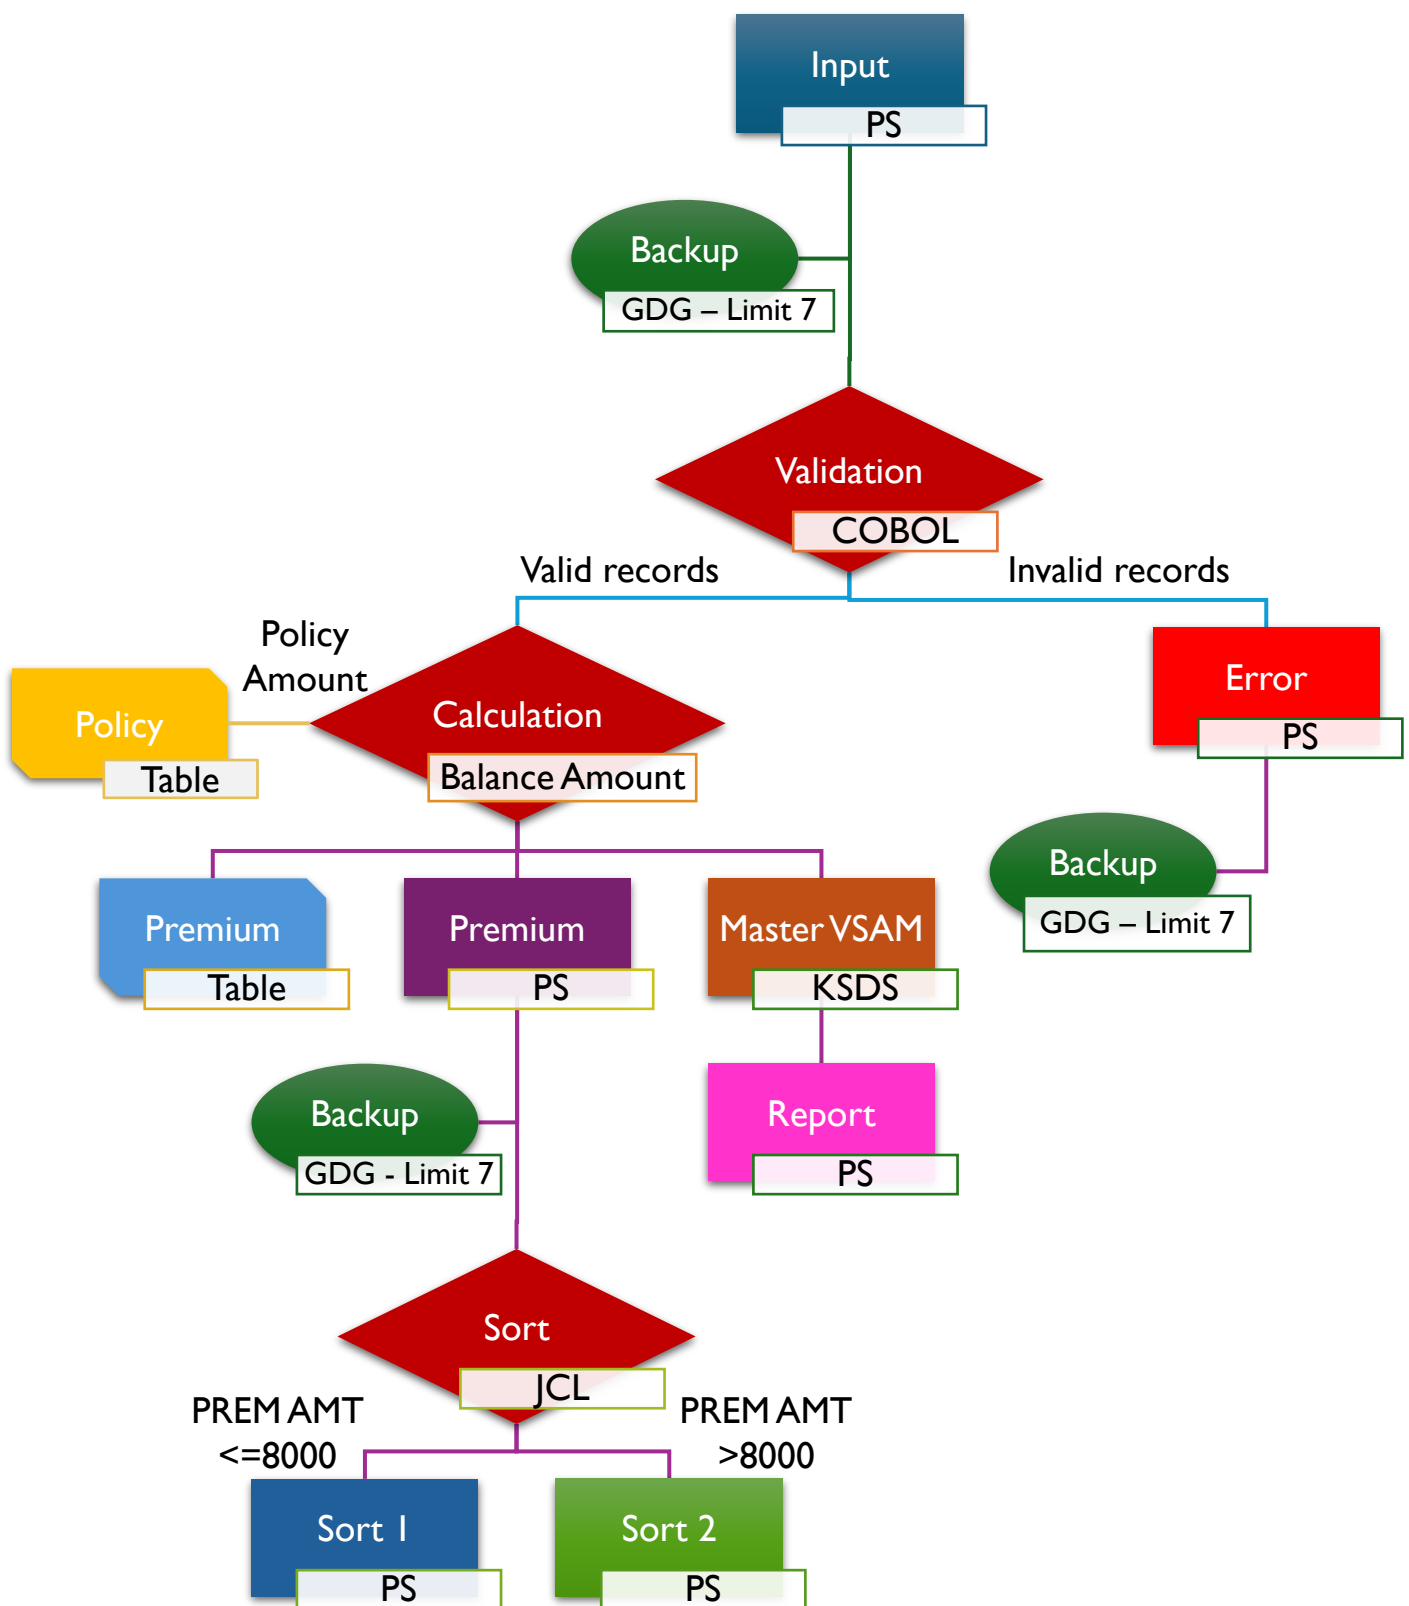 Input
PS
Backup
GDG – Limit 7
Validation
COBOL
Valid records
Invalid records
Policy
Amount
Policy
Table
Calculation
Balance Amount
Error
PS
Backup
GDG – Limit 7
Premium
Table
Premium
PS
Master VSAM
KSDS
Backup
GDG - Limit 7
Report
PS
Sort
JCL
PREM AMT
<=8000
PREM AMT
>8000
Sort 1
PS
Sort 2
PS